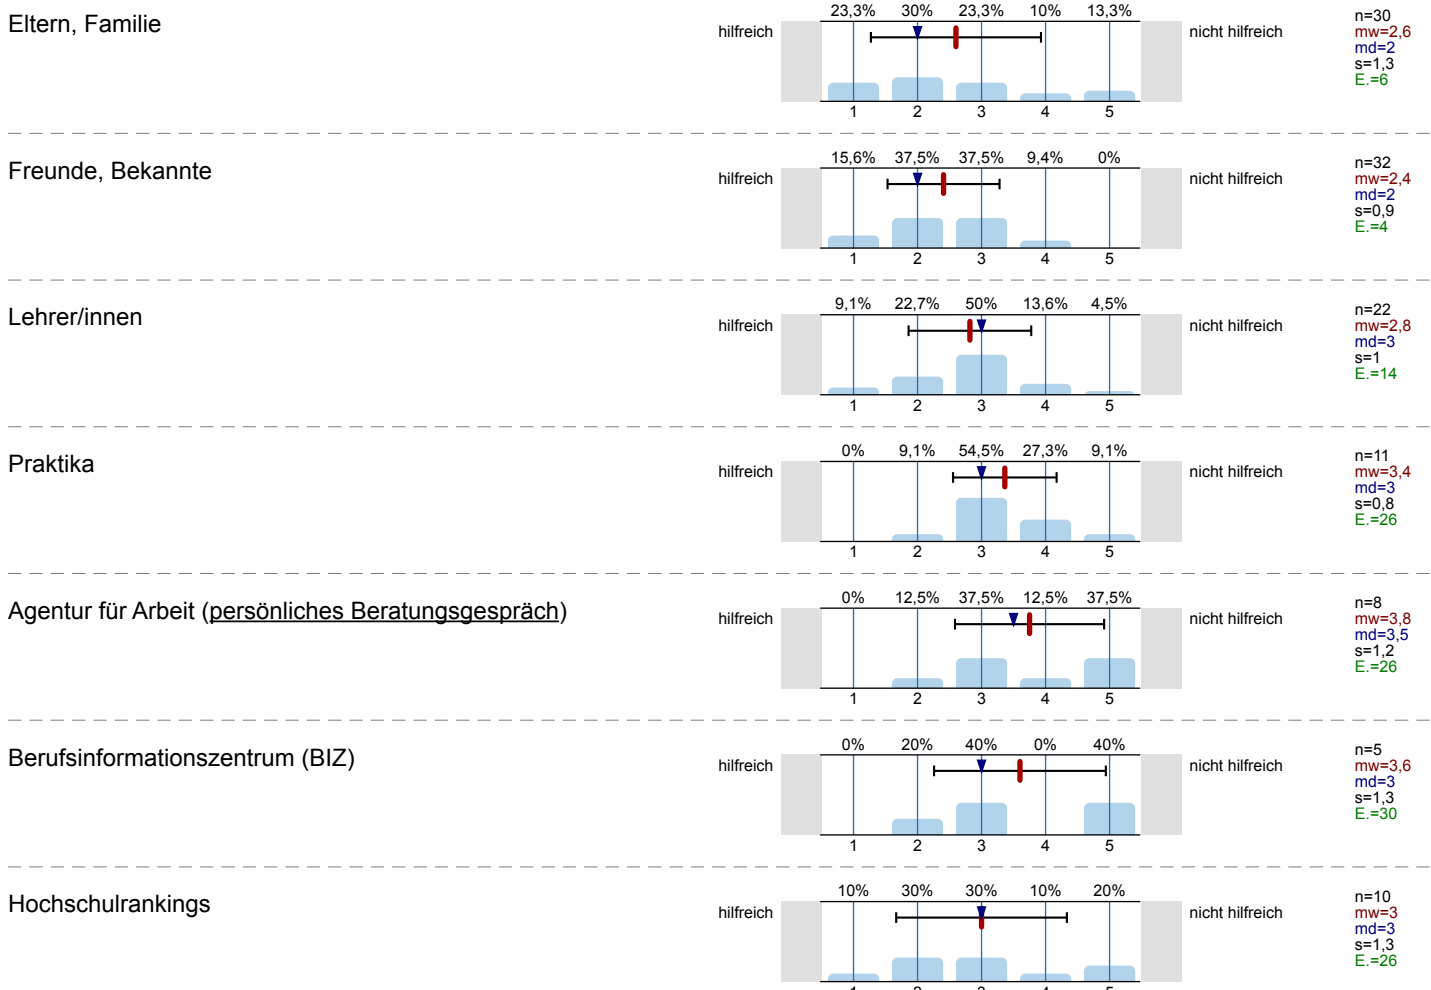 Eltern, Familie
23,3% 30% 23,3% 10% 13,3%
hilfreich
nicht hilfreich
1 2 3 4 5
n=30
mw=2,6
md=2
s=1,3
E.=6
Freunde, Bekannte
15,6% 37,5% 37,5% 9,4% 0%
hilfreich
nicht hilfreich
1 2 3 4 5
n=32
mw=2,4
md=2
s=0,9
E.=4
Lehrer/innen
9,1% 22,7% 50% 13,6% 4,5%
hilfreich
nicht hilfreich
1 2 3 4 5
n=22
mw=2,8
md=3
s=1
E.=14
Praktika
0% 9,1% 54,5% 27,3% 9,1%
hilfreich
nicht hilfreich
1 2 3 4 5
n=11
mw=3,4
md=3
s=0,8
E.=26
Agentur für Arbeit (persönliches Beratungsgespräch)
0% 12,5% 37,5% 12,5% 37,5%
hilfreich
nicht hilfreich
1 2 3 4 5
n=8
mw=3,8
md=3,5
s=1,2
E.=26
Berufsinformationszentrum (BIZ)
0% 20% 40% 0% 40%
hilfreich
nicht hilfreich
1 2 3 4 5
n=5
mw=3,6
md=3
s=1,3
E.=30
Hochschulrankings
10% 30% 30% 10% 20%
hilfreich
nicht hilfreich
1 2 3 4 5
n=10
mw=3
md=3
s=1,3
E.=26